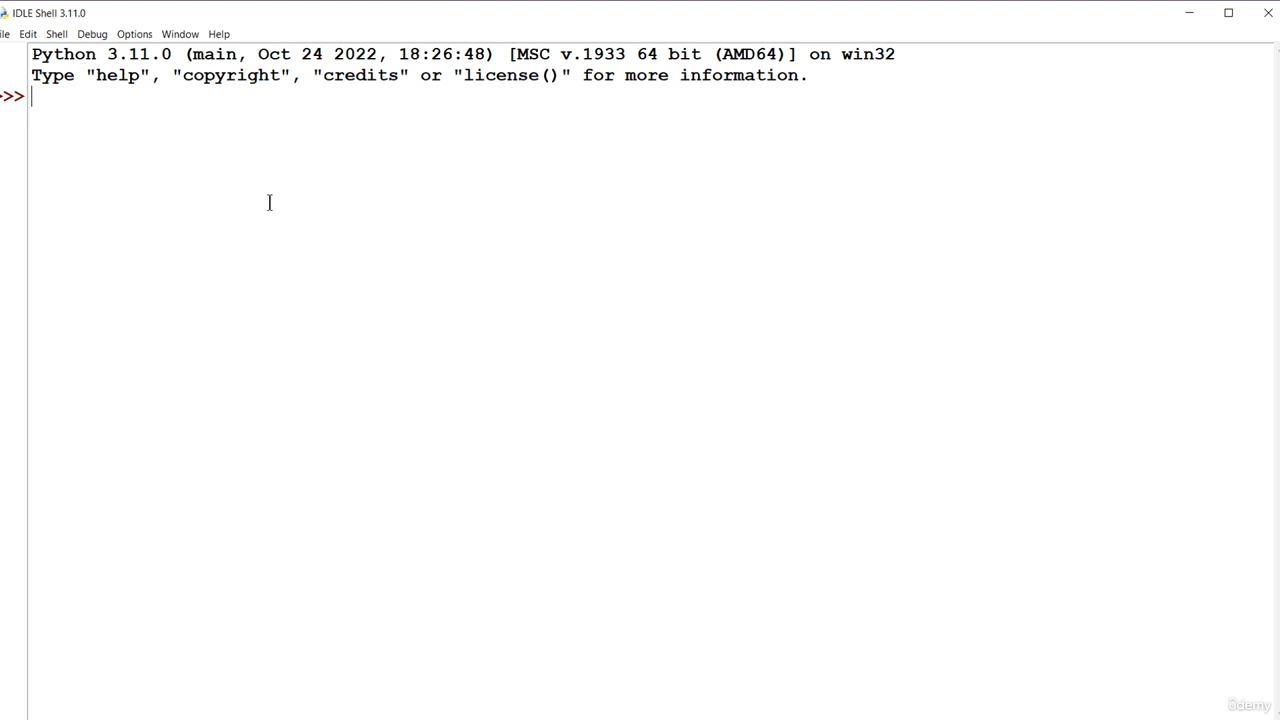 IDLE Shell 3.11.0
ile Edit Shell Debug Options Window Help
Python 3.11.0 (main, Oct 24 2022, 18:26:48) [MSC v.1933 64 bit (AMD64)] on win32
Type "help", "copyright", "credits" or "license()" for more information.
>>>
ûdemy